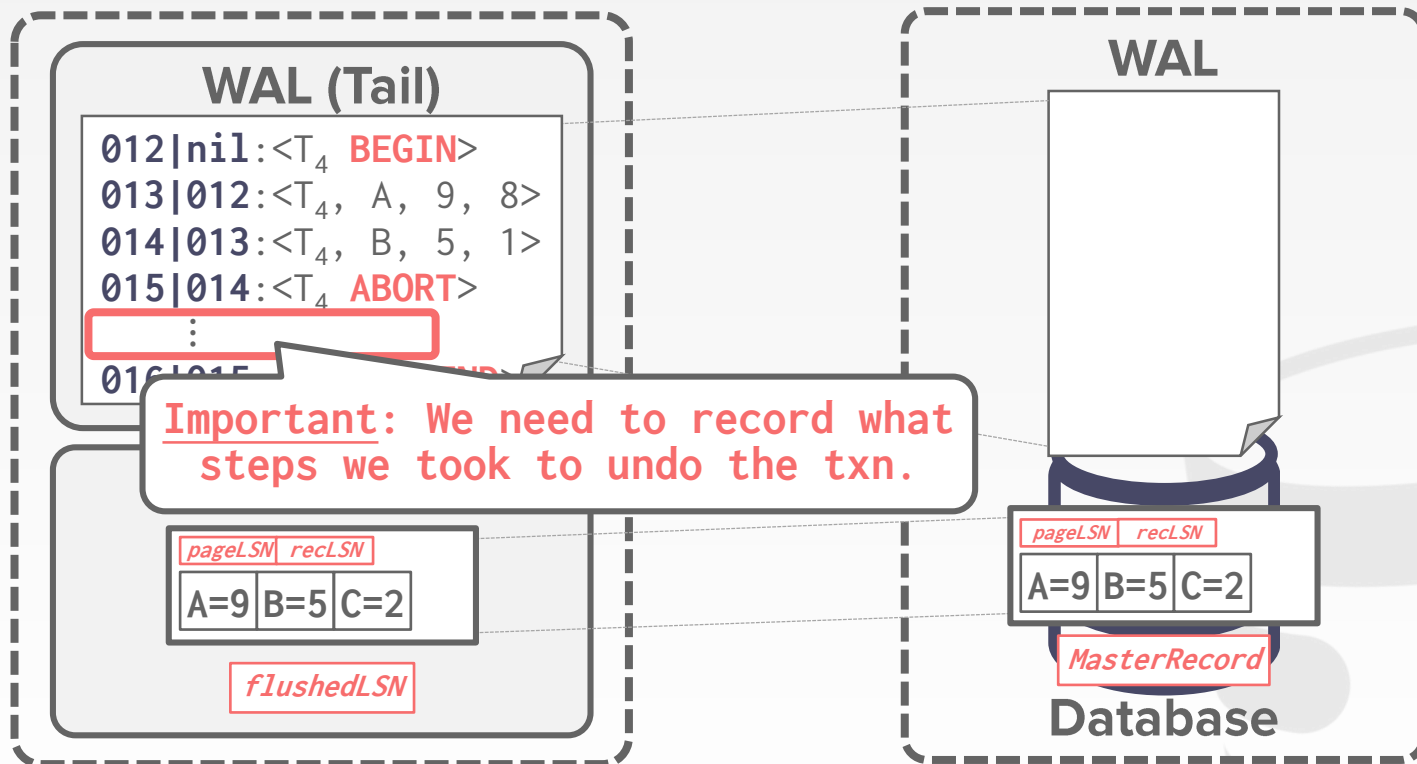 WAL (Tail)
012|nil:<T4 BEGIN>
013|012:<T4, A, 9, 8>
014|013:<T4, B, 5, 1>
015|014:<T4 ABORT>
⋮
Important: We need to record what
steps we took to undo the txn.
pageLSN recLSN
A=9 B=5 C=2
flushedLSN
WAL
pageLSN recLSN
A=9 B=5 C=2
MasterRecord
Database